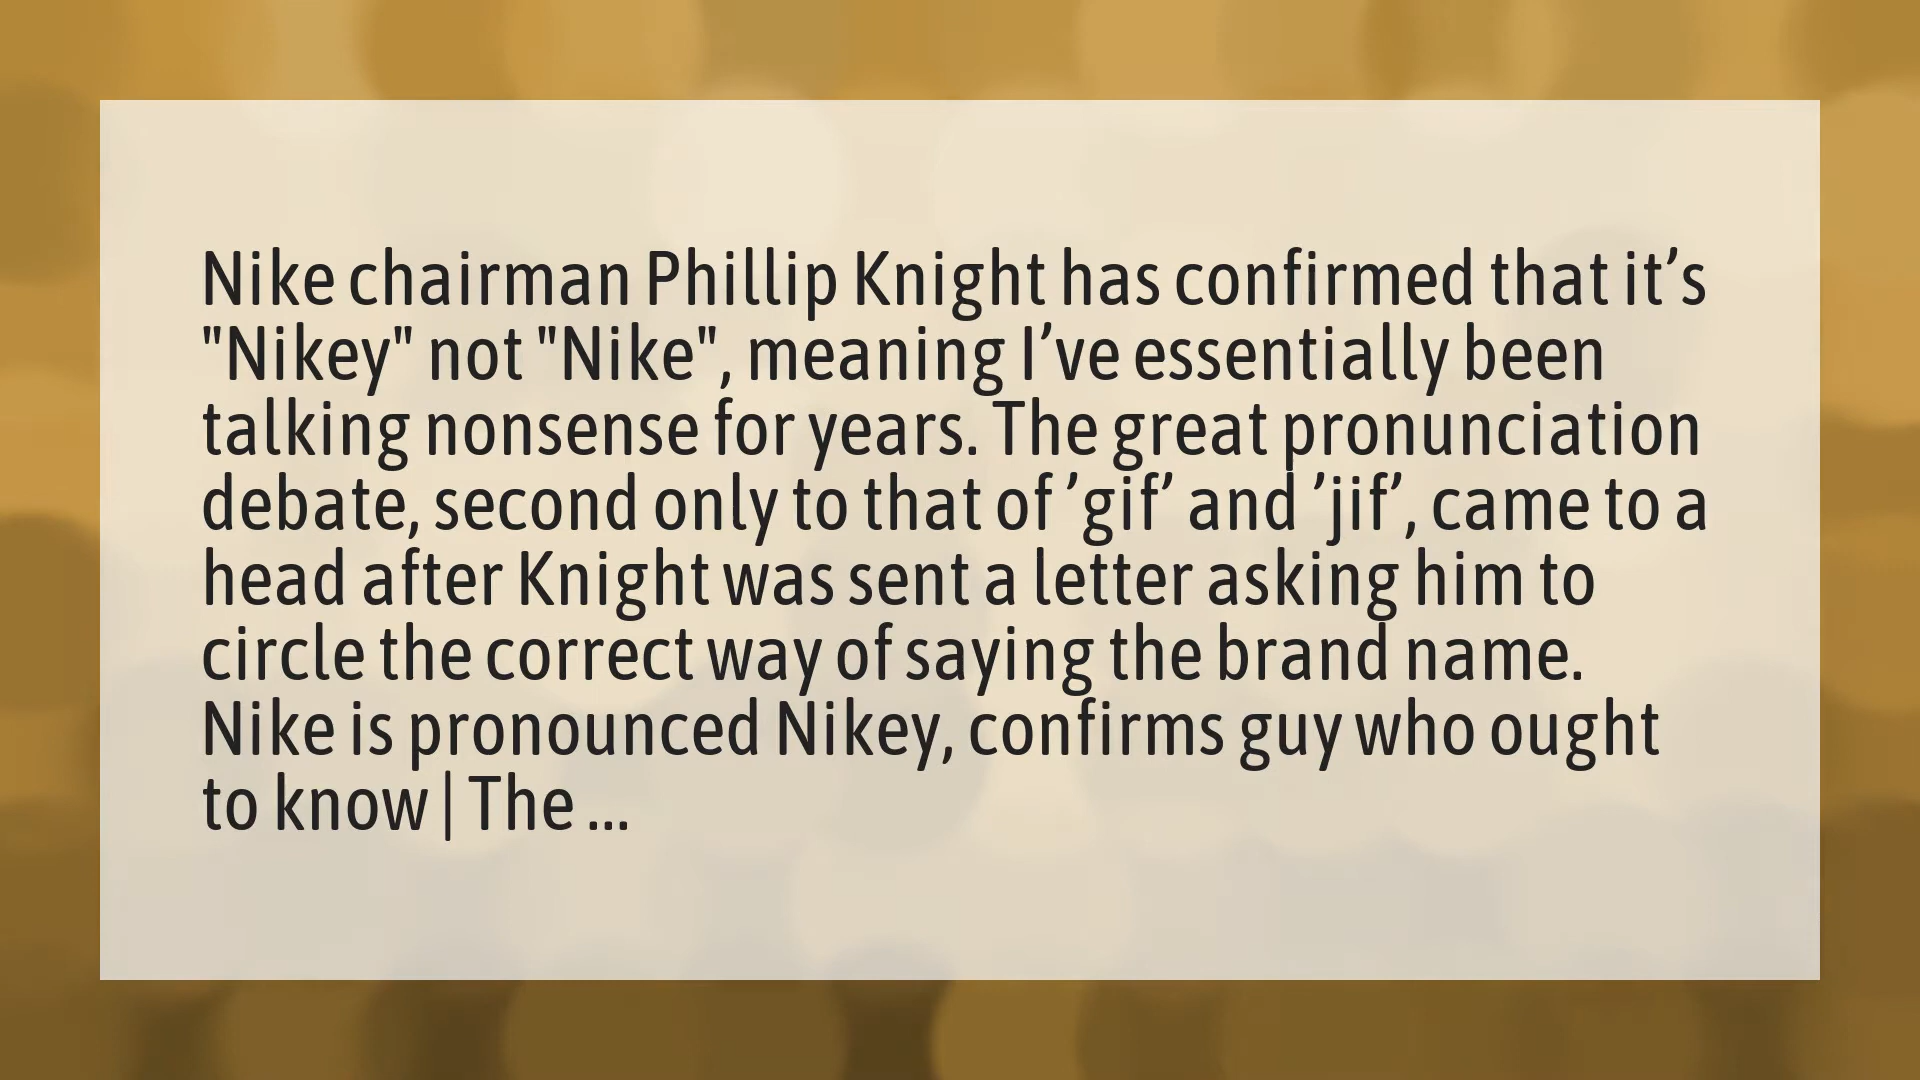 Nike chairman Phillip Knight has confirmed that it’s
"Nikey" not "Nike", meaning I’ve essentially been
talking nonsense for years. The great pronunciation
debate, second only to that of ’gif’ and ’jif’, came to a
head after Knight was sent a letter asking him to
circle the correct way of saying the brand name.
Nike is pronounced Nikey, confirms guy who ought
to know | The ...